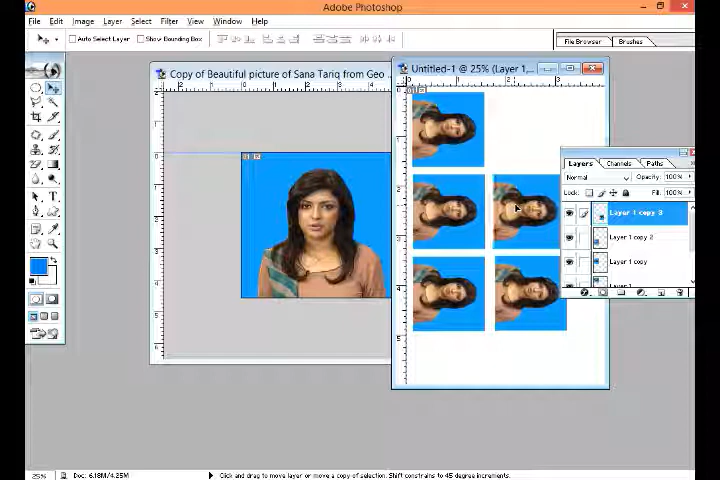 Adobe Photoshop
File Edit Image Layer Select Filter View Window Help
Auto Select Layer Show Bounding Box
File Browser Brushes
Copy of Beautiful picture of Sana Tariq from Geo ...
Untitled-1 @ 25% (Layer 1,...
Layers Channels Paths
Normal Opacity: 100%
Lock: Fill: 100%
Layer 1 copy 3
Layer 1 copy 2
Layer 1 copy
Layer 1
25% Doc: 6.18M/4.25M Click and drag to move layer or move a copy of selection. Shift constrains to 45 degree increments.